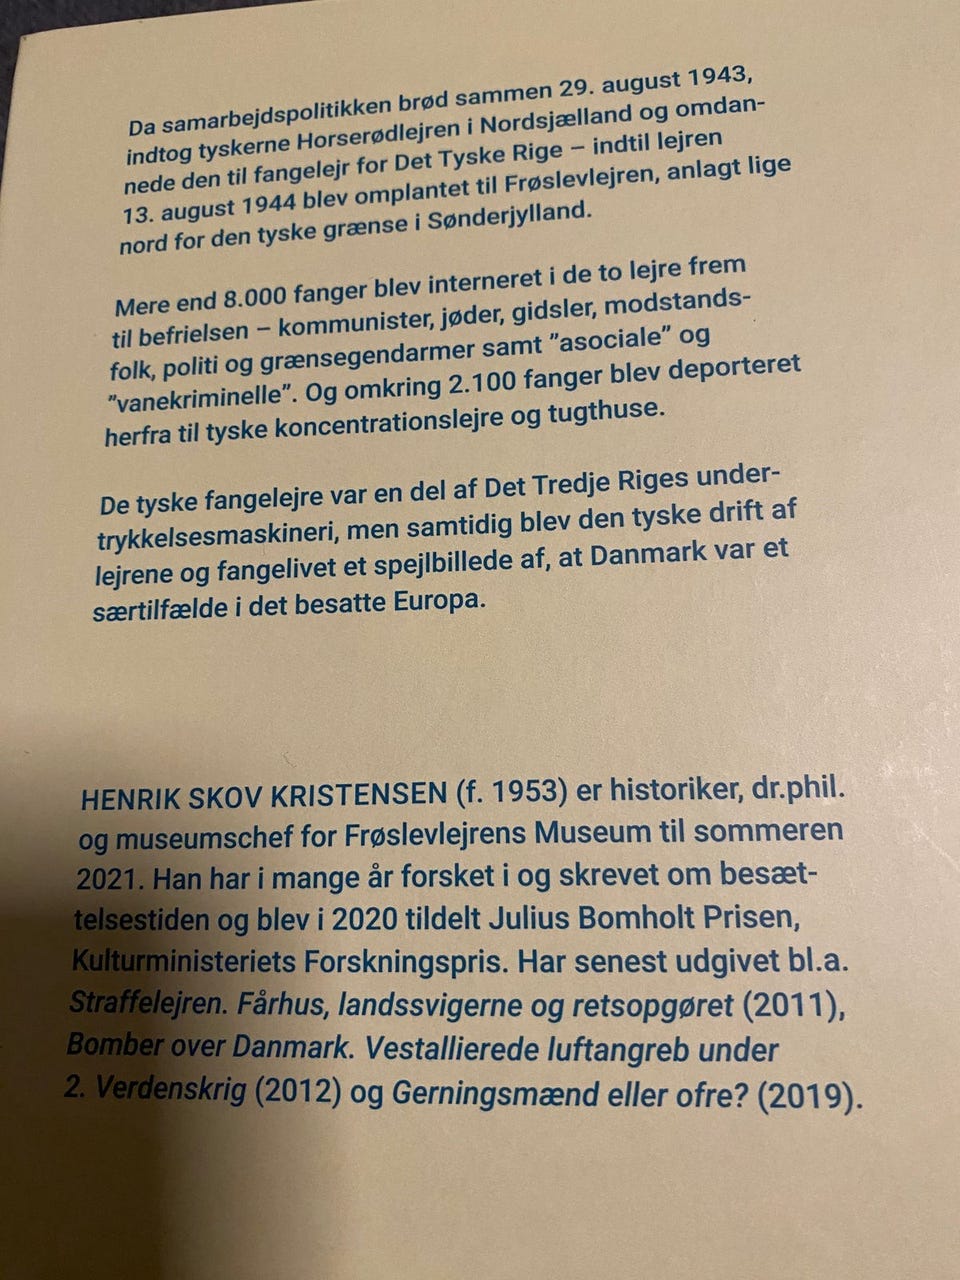 Da samarbejdspolitikken brød sammen 29. august 1943,
indtog tyskerne Horserødlejren i Nordsjælland og omdan-
nede den til fangelejr for Det Tyske Rige – indtil lejren
13. august 1944 blev omplantet til Frøslevlejren, anlagt lige
nord for den tyske grænse i Sønderjylland.
Mere end 8.000 fanger blev interneret i de to lejre frem
til befrielsen – kommunister, jøder, gidsler, modstands-
folk, politi og grænsegendarmer samt ”asociale” og
”vanekriminelle”. Og omkring 2.100 fanger blev deporteret
herfra til tyske koncentrationslejre og tugthuse.
De tyske fangelejre var en del af Det Tredje Riges under-
trykkelsesmaskineri, men samtidig blev den tyske drift af
lejrene og fangelivet et spejlbillede af, at Danmark var et
særtilfælde i det besatte Europa.
HENRIK SKOV KRISTENSEN (f. 1953) er historiker, dr.phil.
og museumschef for Frøslevlejrens Museum til sommeren
2021. Han har i mange år forsket i og skrevet om besæt-
telsestiden og blev i 2020 tildelt Julius Bomholt Prisen,
Kulturministeriets Forskningspris. Har senest udgivet bl.a.
Straffelejren. Fårhus, landssvigerne og retsopgøret (2011),
Bomber over Danmark. Vestallierede luftangreb under
2. Verdenskrig (2012) og Gerningsmænd eller ofre? (2019).